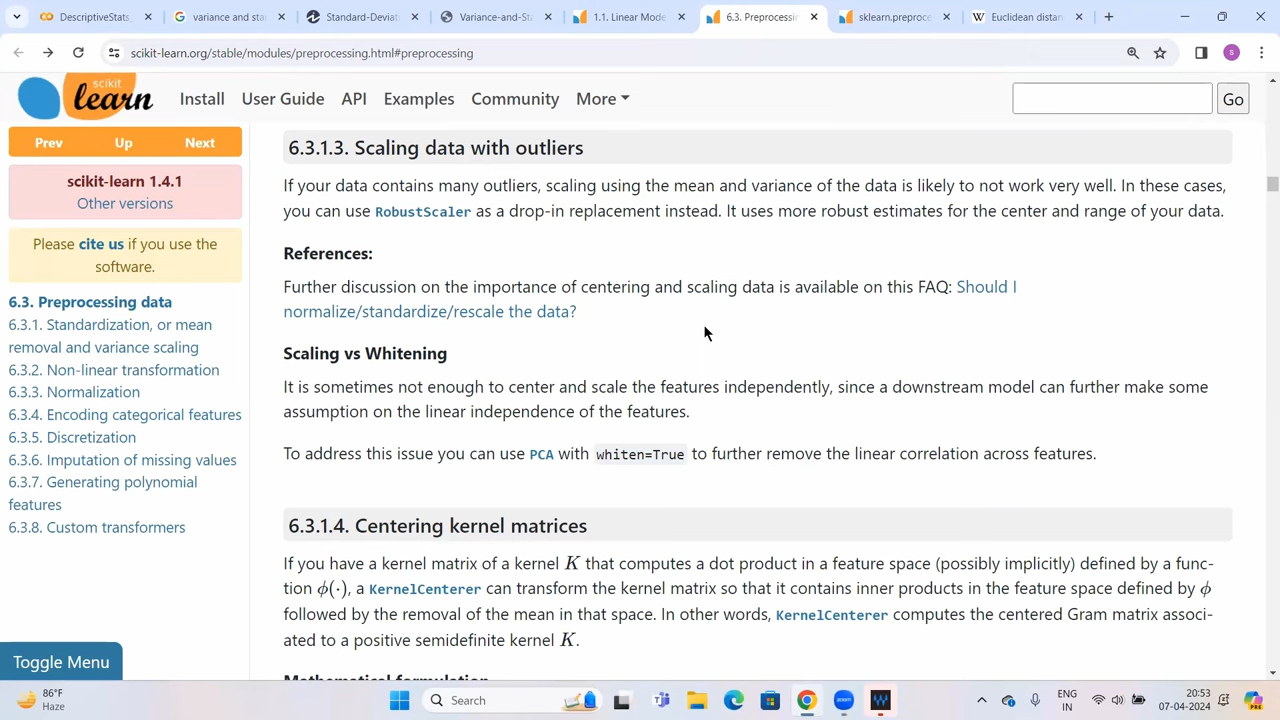 DescriptiveStats_
variance and sta
Standard-Deviat
Variance-and-St
1.1. Linear Mode
6.3. Preprocessin
sklearn.preproce
Euclidean distan
scikit-learn.org/stable/modules/preprocessing.html#preprocessing
s
scikit
learn
Install
User Guide
API
Examples
Community
More
Go
Prev
Up
Next
scikit-learn 1.4.1
Other versions
Please cite us if you use the
software.
6.3. Preprocessing data
6.3.1. Standardization, or mean
removal and variance scaling
6.3.2. Non-linear transformation
6.3.3. Normalization
6.3.4. Encoding categorical features
6.3.5. Discretization
6.3.6. Imputation of missing values
6.3.7. Generating polynomial
features
6.3.8. Custom transformers
Toggle Menu
6.3.1.3. Scaling data with outliers
If your data contains many outliers, scaling using the mean and variance of the data is likely to not work very well. In these cases,
you can use RobustScaler as a drop-in replacement instead. It uses more robust estimates for the center and range of your data.
References:
Further discussion on the importance of centering and scaling data is available on this FAQ: Should I
normalize/standardize/rescale the data?
Scaling vs Whitening
It is sometimes not enough to center and scale the features independently, since a downstream model can further make some
assumption on the linear independence of the features.
To address this issue you can use PCA with whiten=True to further remove the linear correlation across features.
6.3.1.4. Centering kernel matrices
If you have a kernel matrix of a kernel K that computes a dot product in a feature space (possibly implicitly) defined by a func-
tion ϕ(·), a KernelCenterer can transform the kernel matrix so that it contains inner products in the feature space defined by ϕ
followed by the removal of the mean in that space. In other words, KernelCenterer computes the centered Gram matrix associ-
ated to a positive semidefinite kernel K.
Mathematical formulation
86°F
Haze
Search
ENG
IN
20:53
07-04-2024